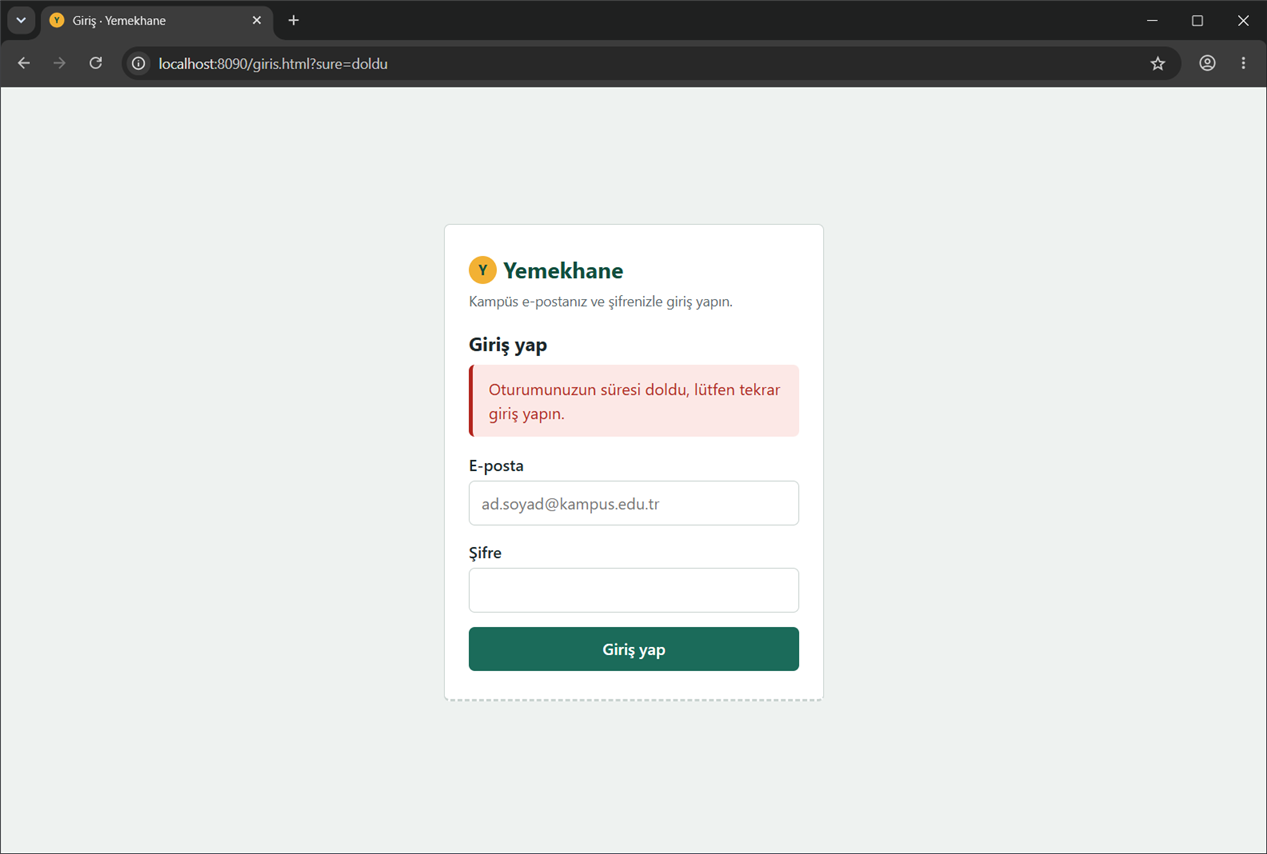 Y Giriş · Yemekhane
localhost:8090/giris.html?sure=doldu
Y Yemekhane
Kampüs e-postanız ve şifrenizle giriş yapın.
Giriş yap
Oturumunuzun süresi doldu, lütfen tekrar
giriş yapın.
E-posta
ad.soyad@kampus.edu.tr
Şifre
Giriş yap